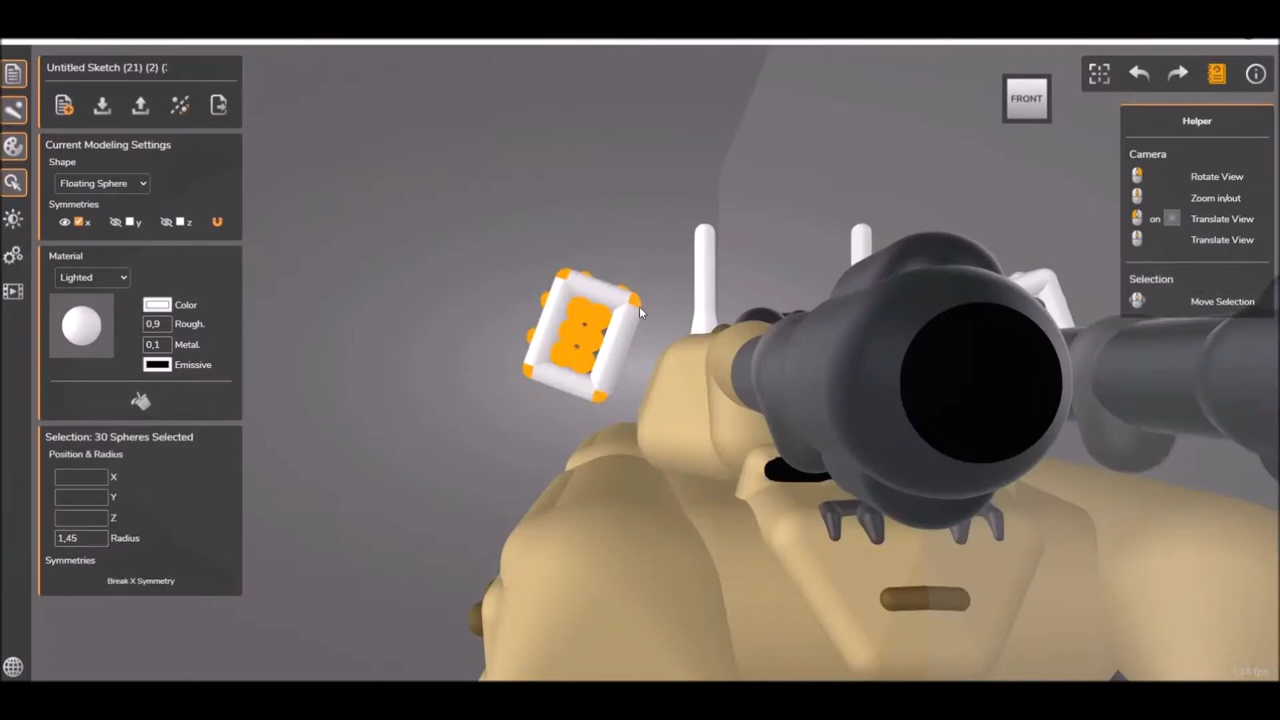 Untitled Sketch (21) (2) (:
Current Modeling Settings
Shape
Floating Sphere
Symmetries
x y z
Material
Lighted
Color
0,9 Rough.
0,1 Metal.
Emissive
Selection: 30 Spheres Selected
Position & Radius
X
Y
Z
1,45 Radius
Symmetries
Break X Symmetry
FRONT
Helper
Camera
Rotate View
Zoom in/out
on Translate View
Translate View
Selection
Move Selection